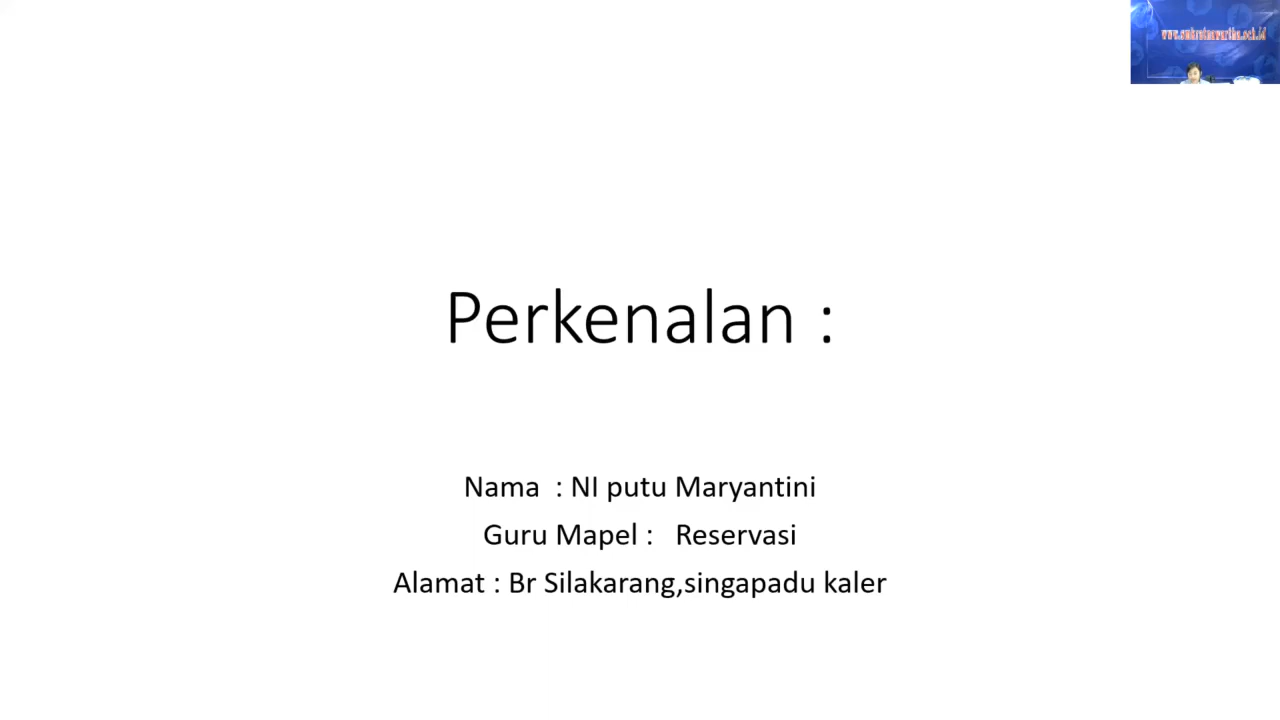 Perkenalan :
Nama : NI putu Maryantini
Guru Mapel : Reservasi
Alamat : Br Silakarang,singapadu kaler